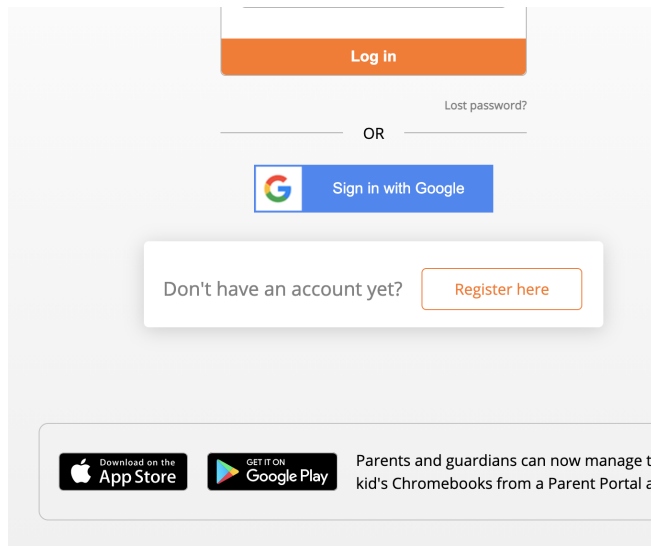 Log in
Lost password?
OR
Sign in with Google
Don't have an account yet?
Register here
Download on the
App Store
GET IT ON
Google Play
Parents and guardians can now manage t
kid's Chromebooks from a Parent Portal a